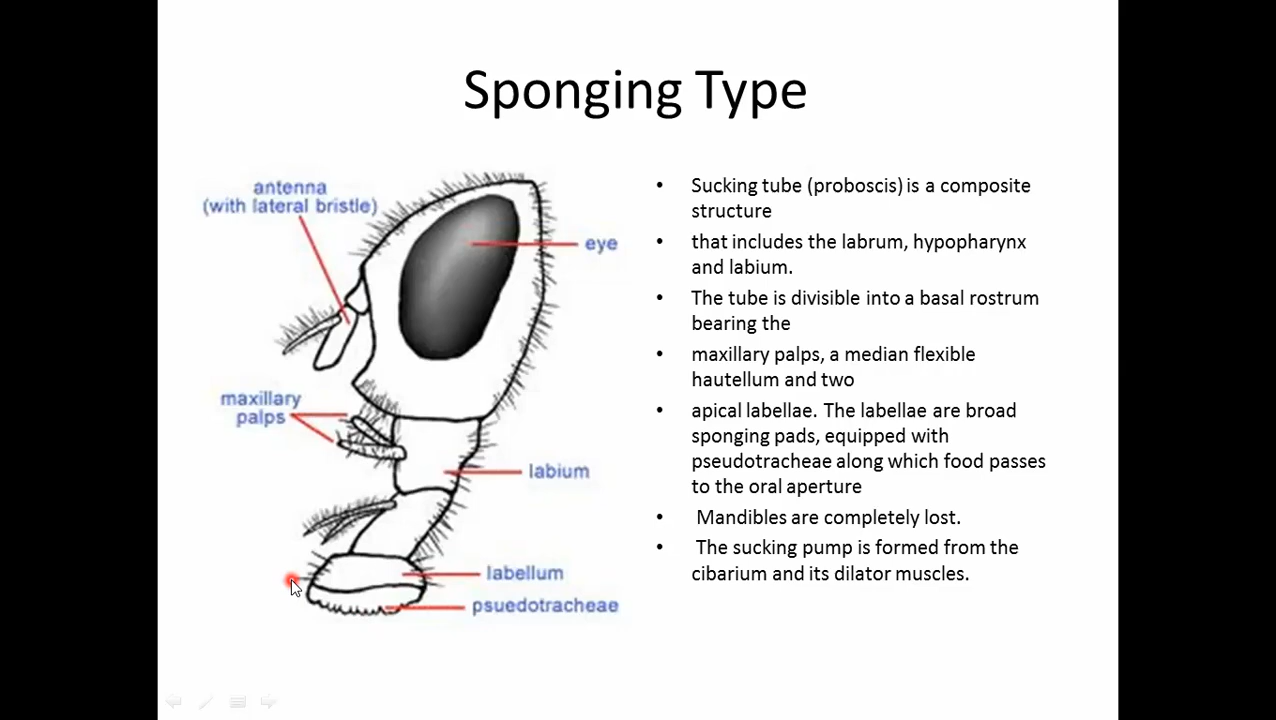 Sponging Type
antenna
(with lateral bristle)
eye
maxillary
palps
labium
labellum
psuedotracheae
• Sucking tube (proboscis) is a composite
structure
• that includes the labrum, hypopharynx
and labium.
• The tube is divisible into a basal rostrum
bearing the
• maxillary palps, a median flexible
hautellum and two
• apical labellae. The labellae are broad
sponging pads, equipped with
pseudotracheae along which food passes
to the oral aperture
• Mandibles are completely lost.
• The sucking pump is formed from the
cibarium and its dilator muscles.